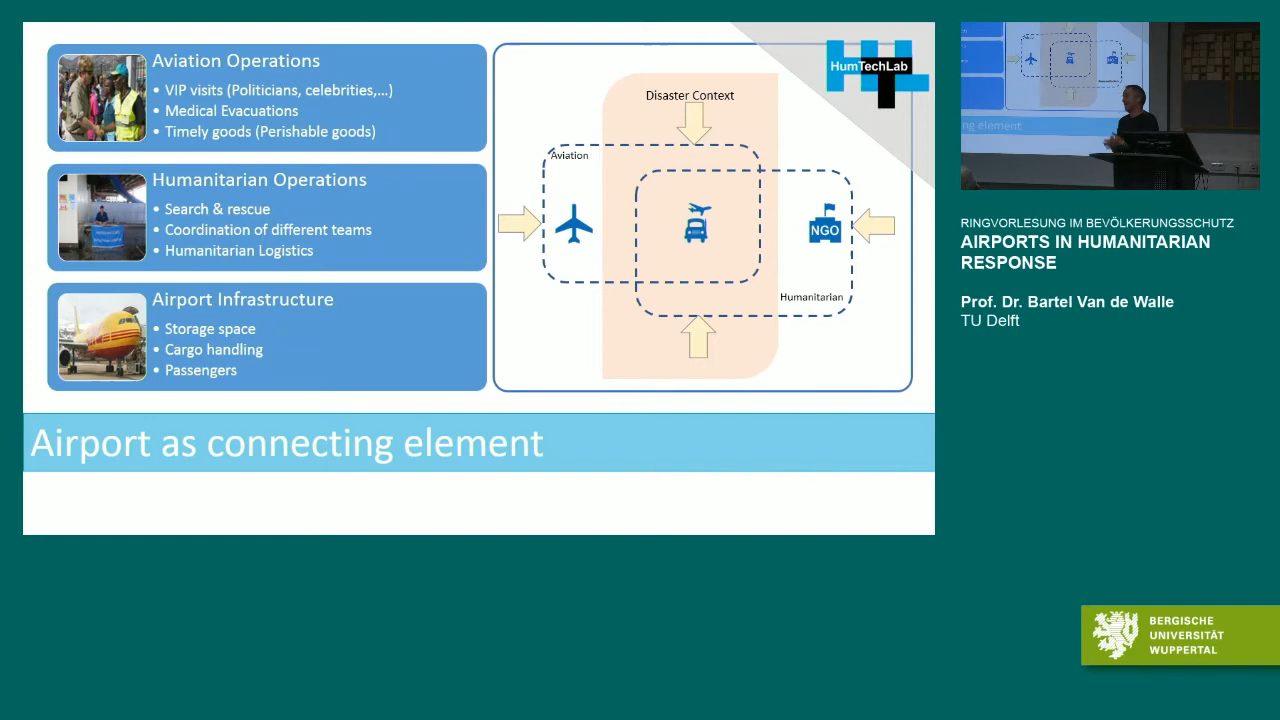 Aviation Operations
• VIP visits (Politicians, celebrities,...)
• Medical Evacuations
• Timely goods (Perishable goods)
Humanitarian Operations
• Search & rescue
• Coordination of different teams
• Humanitarian Logistics
Airport Infrastructure
• Storage space
• Cargo handling
• Passengers
HumTechLab
Disaster Context
Aviation
NGO
Humanitarian
Airport as connecting element
ng element
RINGVORLESUNG IM BEVÖLKERUNGSSCHUTZ
AIRPORTS IN HUMANITARIAN
RESPONSE
Prof. Dr. Bartel Van de Walle
TU Delft
BERGISCHE
UNIVERSITÄT
WUPPERTAL